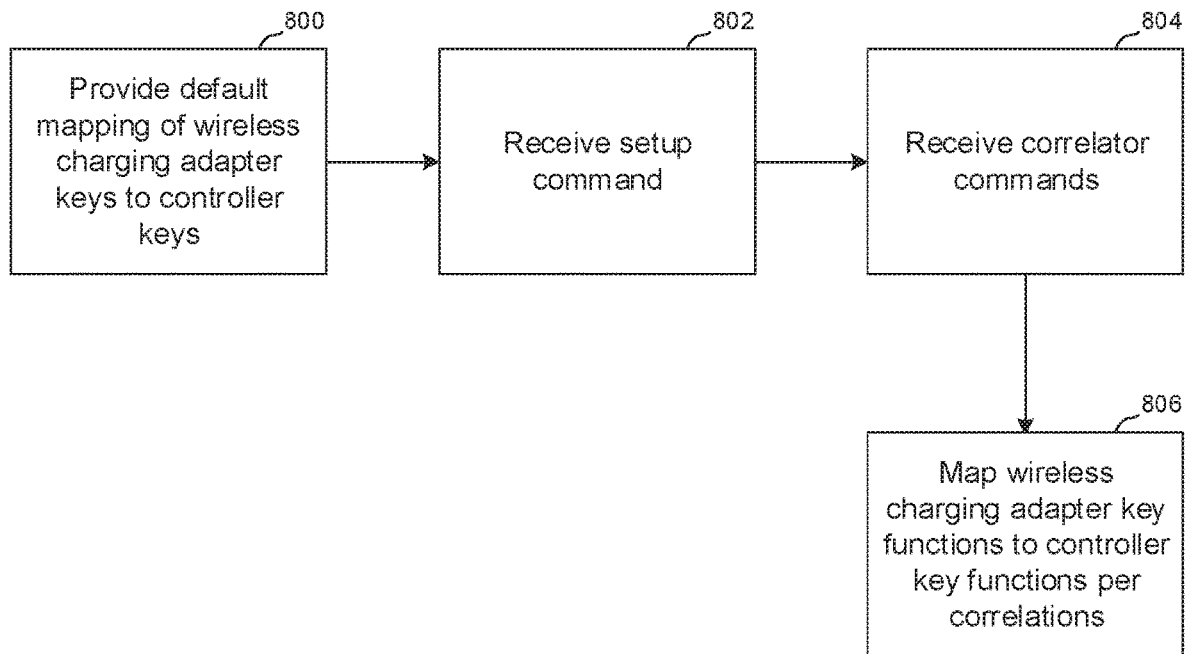 800
Provide default
mapping of wireless
charging adapter
keys to controller
keys
802
Receive setup
command
804
Receive correlator
commands
806
Map wireless
charging adapter key
functions to controller
key functions per
correlations